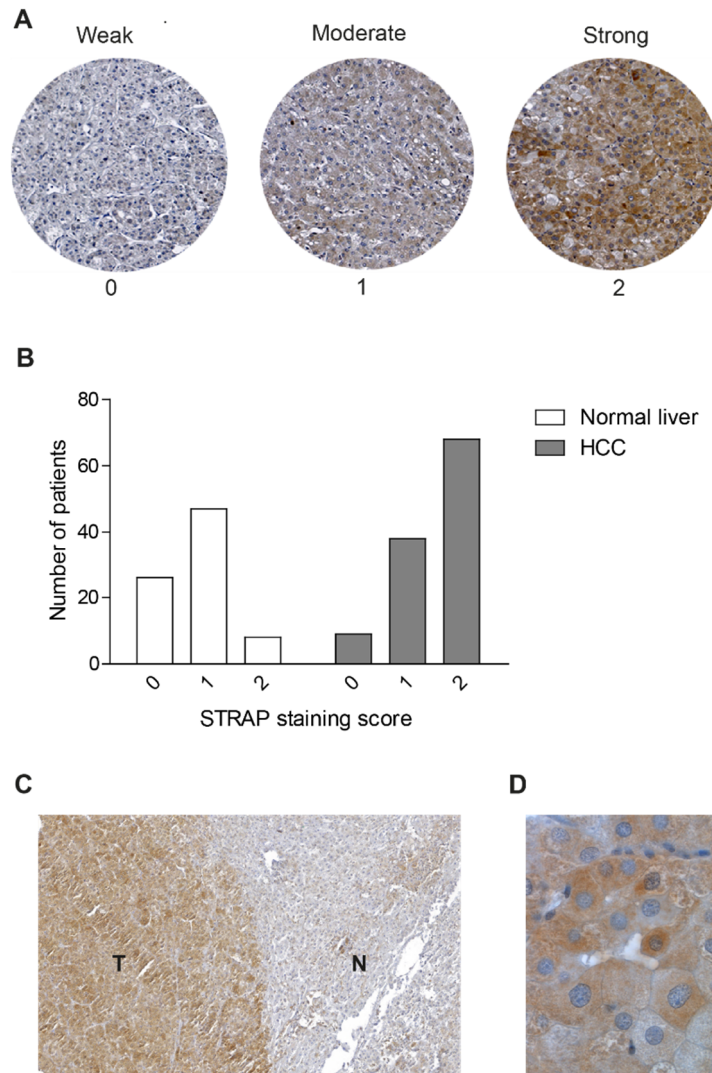 A
Weak
Moderate
Strong
0
1
2
B
80
60
40
20
0
Number of patients
0
1
2
0
1
2
STRAP staining score
Normal liver
HCC
C
T
N
D